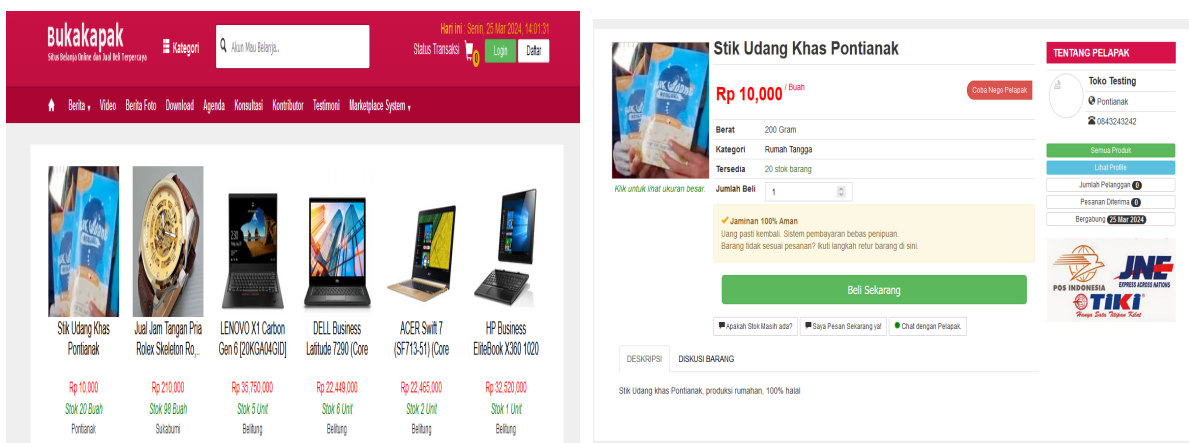 Bukakapak
Situs Belanja Online dan Jual Beli Terpercaya
Kategori
Akun Mau Belanja..
Hari ini : Senin, 25 Mar 2024, 14:01:31
Status Transaksi 0 Login Daftar
Berita Video Berita Foto Download Agenda Konsultasi Kontributor Testimoni Marketplace System
Stik Udang Khas Pontianak
Rp 10,000
Stok 20 Buah
Pontianak
Jual Jam Tangan Pria Rolex Skeleton Ro,..
Rp 210,000
Stok 98 Buah
Sukabumi
LENOVO X1 Carbon Gen 6 [20KGA04GID]
Rp 35,750,000
Stok 5 Unit
Belitung
DELL Business Latitude 7290 (Core
Rp 22,449,000
Stok 6 Unit
Belitung
ACER Swift 7 (SF713-51) (Core
Rp 22,465,000
Stok 2 Unit
Belitung
HP Business EliteBook X360 1020
Rp 32,520,000
Stok 1 Unit
Belitung
Stik Udang
Klik untuk lihat ukuran besar.
Stik Udang Khas Pontianak
Rp 10,000 / Buah
Coba Nego Pelapak
Berat 200 Gram
Kategori Rumah Tangga
Tersedia 20 stok barang
Jumlah Beli 1
Jaminan 100% Aman
Uang pasti kembali. Sistem pembayaran bebas penipuan.
Barang tidak sesuai pesanan? Ikuti langkah retur barang di sini.
Beli Sekarang
Apakah Stok Masih ada? Saya Pesan Sekarang ya! Chat dengan Pelapak.
DESKRIPSI DISKUSI BARANG
Stik Udang khas Pontianak, produksi rumahan, 100% halal
TENTANG PELAPAK
Toko Testing
Pontianak
0843243242
Semua Produk
Lihat Profile
Jumlah Pelanggan 0
Pesanan Diterima 0
Bergabung 25 Mar 2024
POS INDONESIA
JNE
EXPRESS ACROSS NATIONS
TIKI
Hanya Satu Titipan Kilat